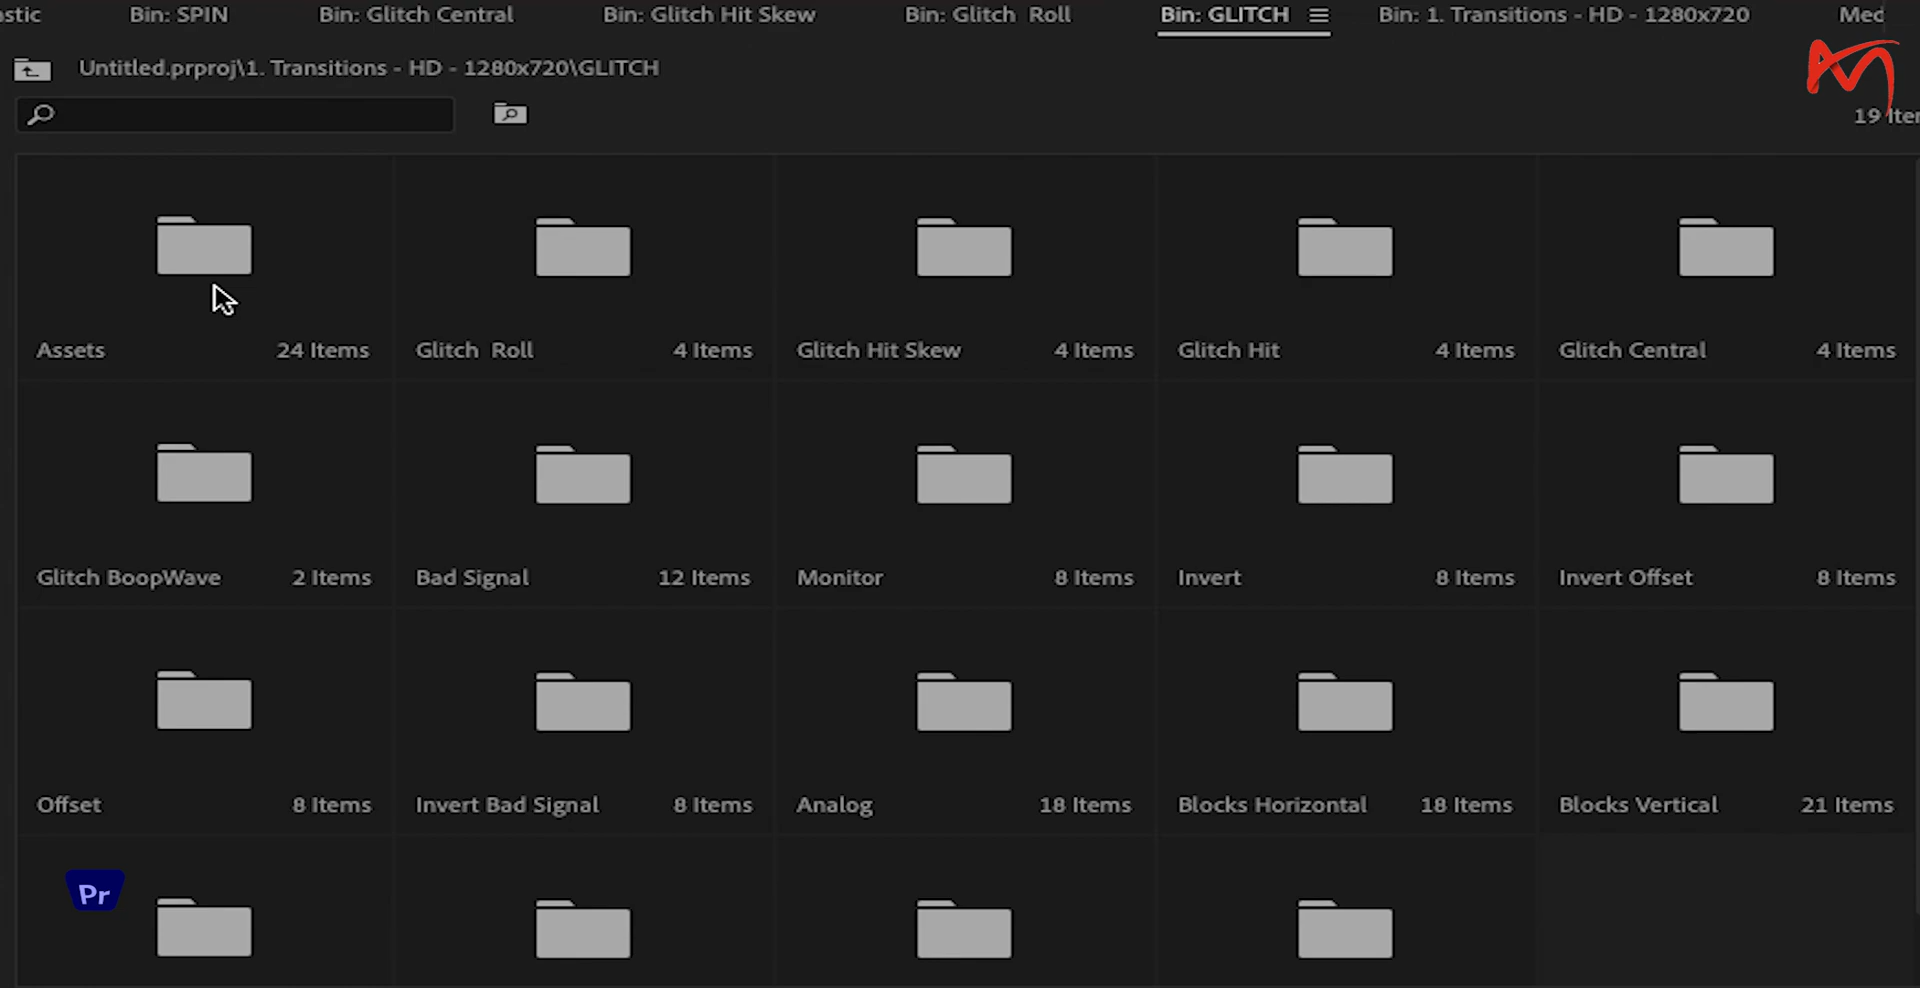 stic Bin: SPIN Bin: Glitch Central Bin: Glitch Hit Skew Bin: Glitch Roll Bin: GLITCH Bin: 1. Transitions - HD - 1280x720 Med
Untitled.prproj\1. Transitions - HD - 1280x720\GLITCH
19 Iter
Assets 24 Items Glitch Roll 4 Items Glitch Hit Skew 4 Items Glitch Hit 4 Items Glitch Central 4 Items
Glitch BoopWave 2 Items Bad Signal 12 Items Monitor 8 Items Invert 8 Items Invert Offset 8 Items
Offset 8 Items Invert Bad Signal 8 Items Analog 18 Items Blocks Horizontal 18 Items Blocks Vertical 21 Items
Pr